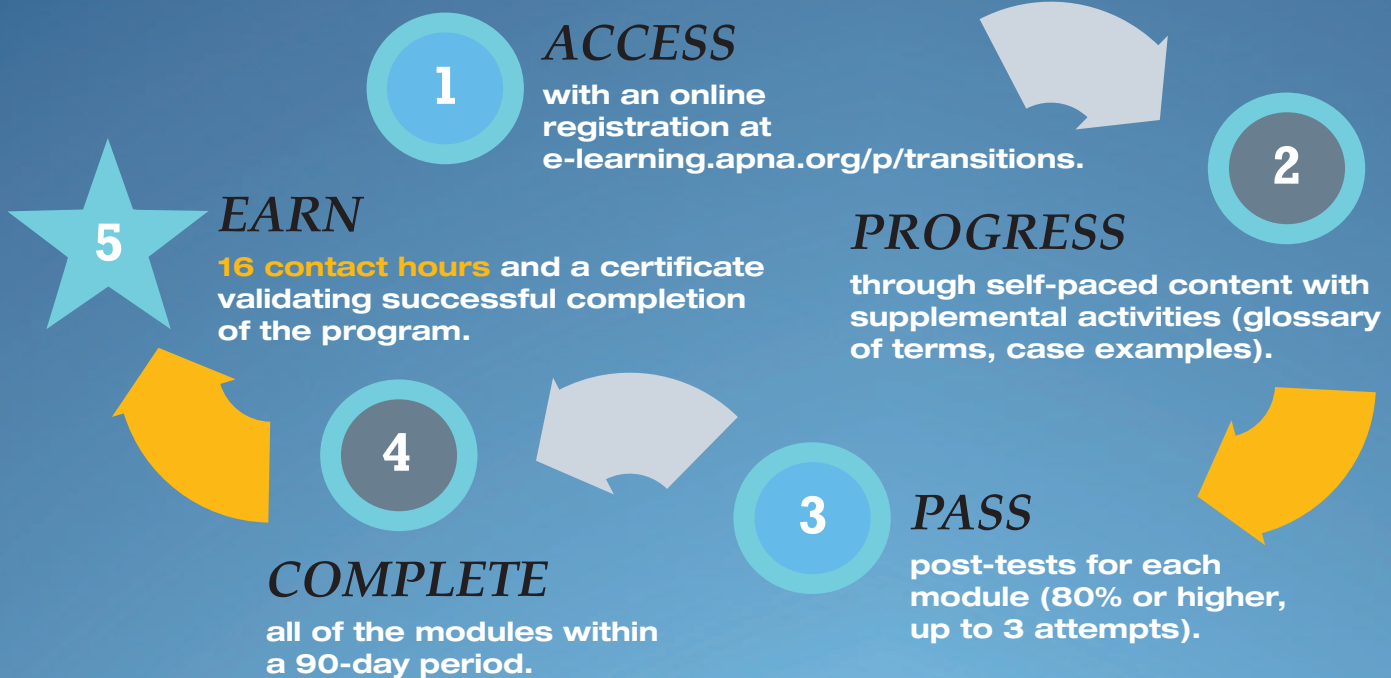 1
ACCESS
with an online
registration at
e-learning.apna.org/p/transitions.
2
PROGRESS
through self-paced content with
supplemental activities (glossary
of terms, case examples).
3
PASS
post-tests for each
module (80% or higher,
up to 3 attempts).
4
COMPLETE
all of the modules within
a 90-day period.
5
EARN
16 contact hours and a certificate
validating successful completion
of the program.